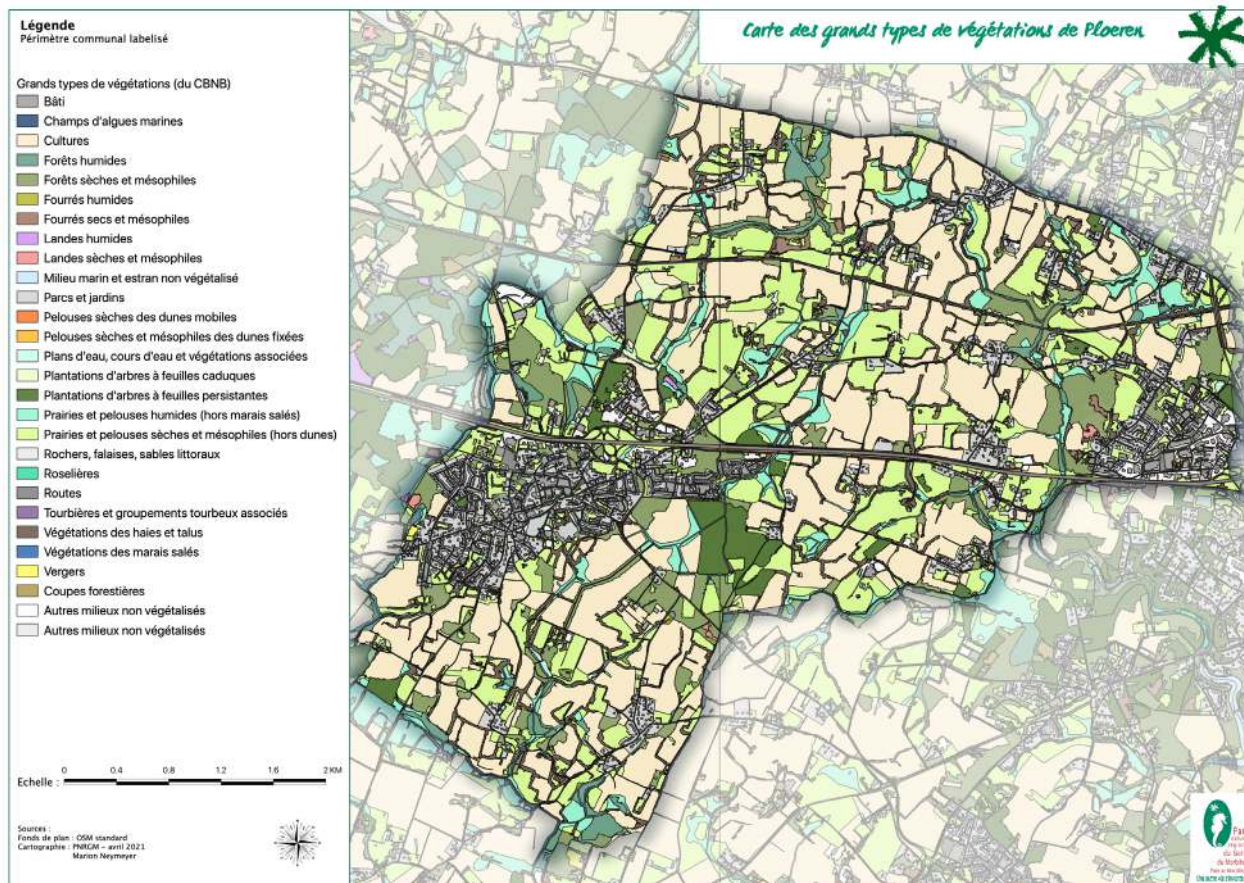 Légende
Périmètre communal labelisé
Grands types de végétations (du CBNB)
Bâti
Champs d'algues marines
Cultures
Forêts humides
Forêts sèches et mésophiles
Fourrés humides
Fourrés secs et mésophiles
Landes humides
Landes sèches et mésophiles
Milieu marin et estran non végétalisé
Parcs et jardins
Pelouses sèches des dunes mobiles
Pelouses sèches et mésophiles des dunes fixées
Plans d'eau, cours d'eau et végétations associées
Plantations d'arbres à feuilles caduques
Plantations d'arbres à feuilles persistantes
Prairies et pelouses humides (hors marais salés)
Prairies et pelouses sèches et mésophiles (hors dunes)
Rochers, falaises, sables littoraux
Roselières
Routes
Tourbières et groupements tourbeux associés
Végétations des haies et talus
Végétations des marais salés
Vergers
Coupes forestières
Autres milieux non végétalisés
Autres milieux non végétalisés
0 0.4 0.8 1.2 1.6 2 KM
Echelle :
Sources :
Fonds de plan : OSM standard
Cartographie : PNRGM - avril 2021
Marion Neymeyer
Carte des grands types de végétations de Ploeren